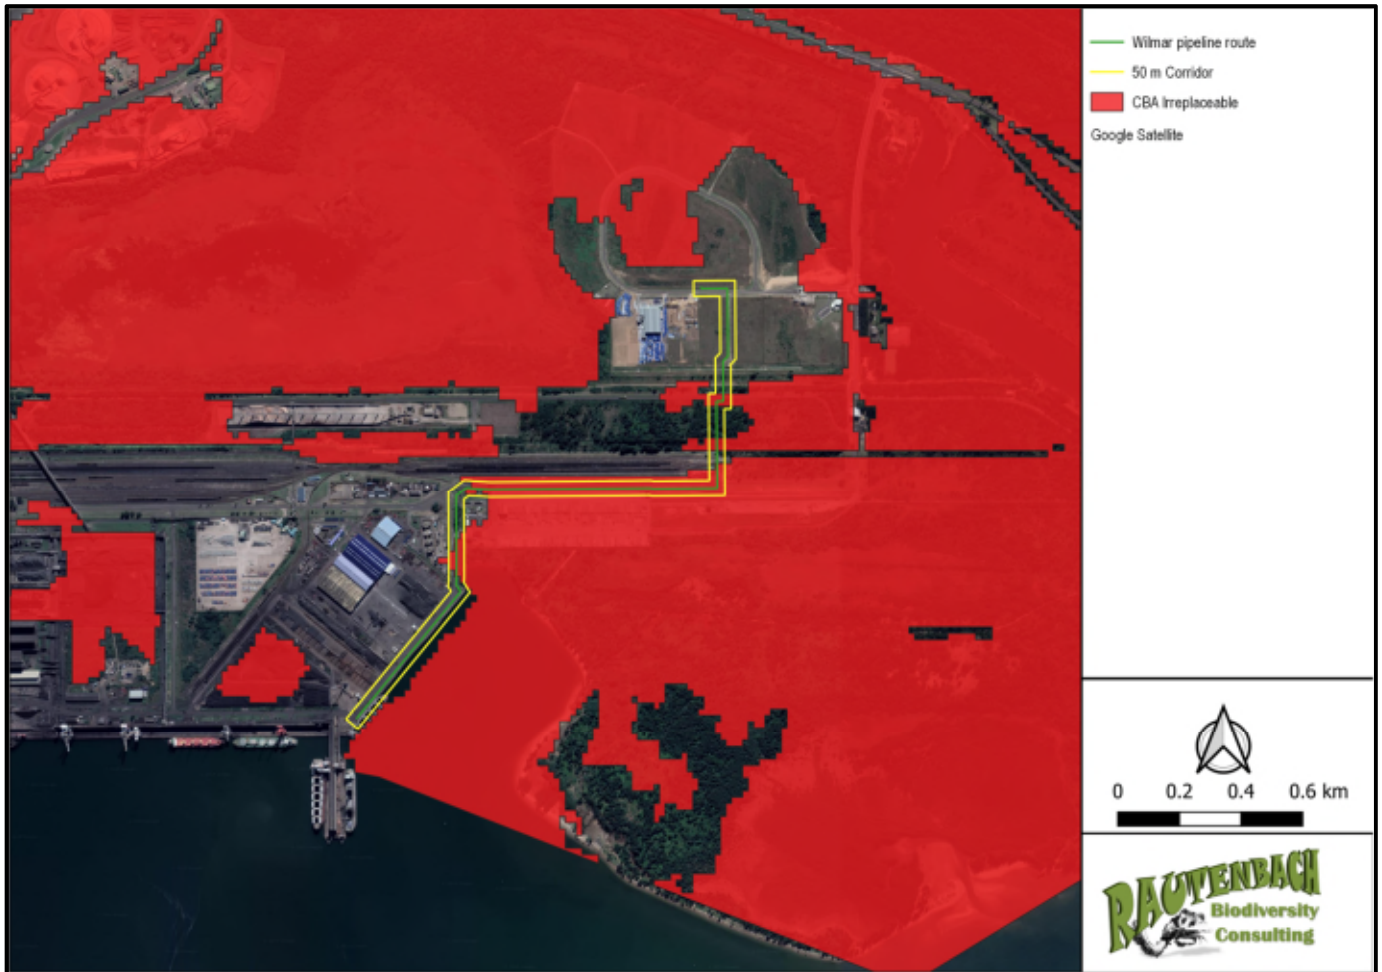 Wilmar pipeline route
50 m Corridor
CBA Irreplaceable
Google Satellite
0 0.2 0.4 0.6 km
RAUTENBACH
Biodiversity
Consulting